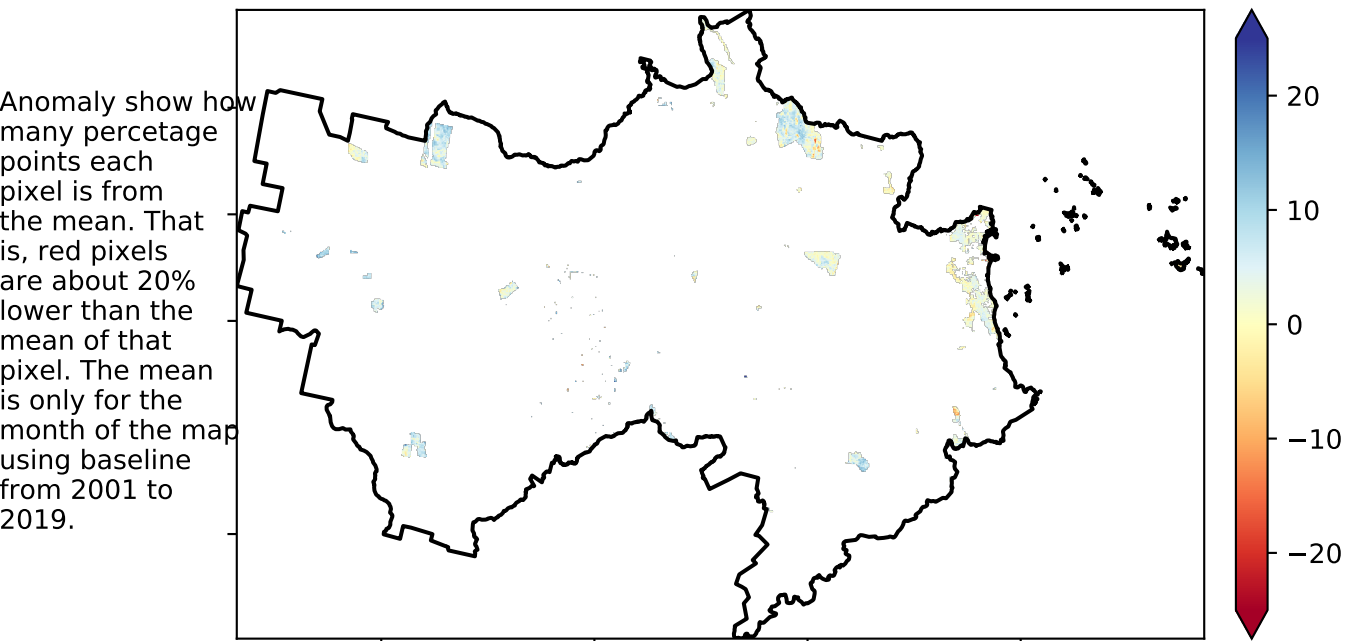 Anomaly show how
many percetage
points each
pixel is from
the mean. That
is, red pixels
are about 20%
lower than the
mean of that
pixel. The mean
is only for the
month of the map
using baseline
from 2001 to
2019.
20
10
0
−10
−20